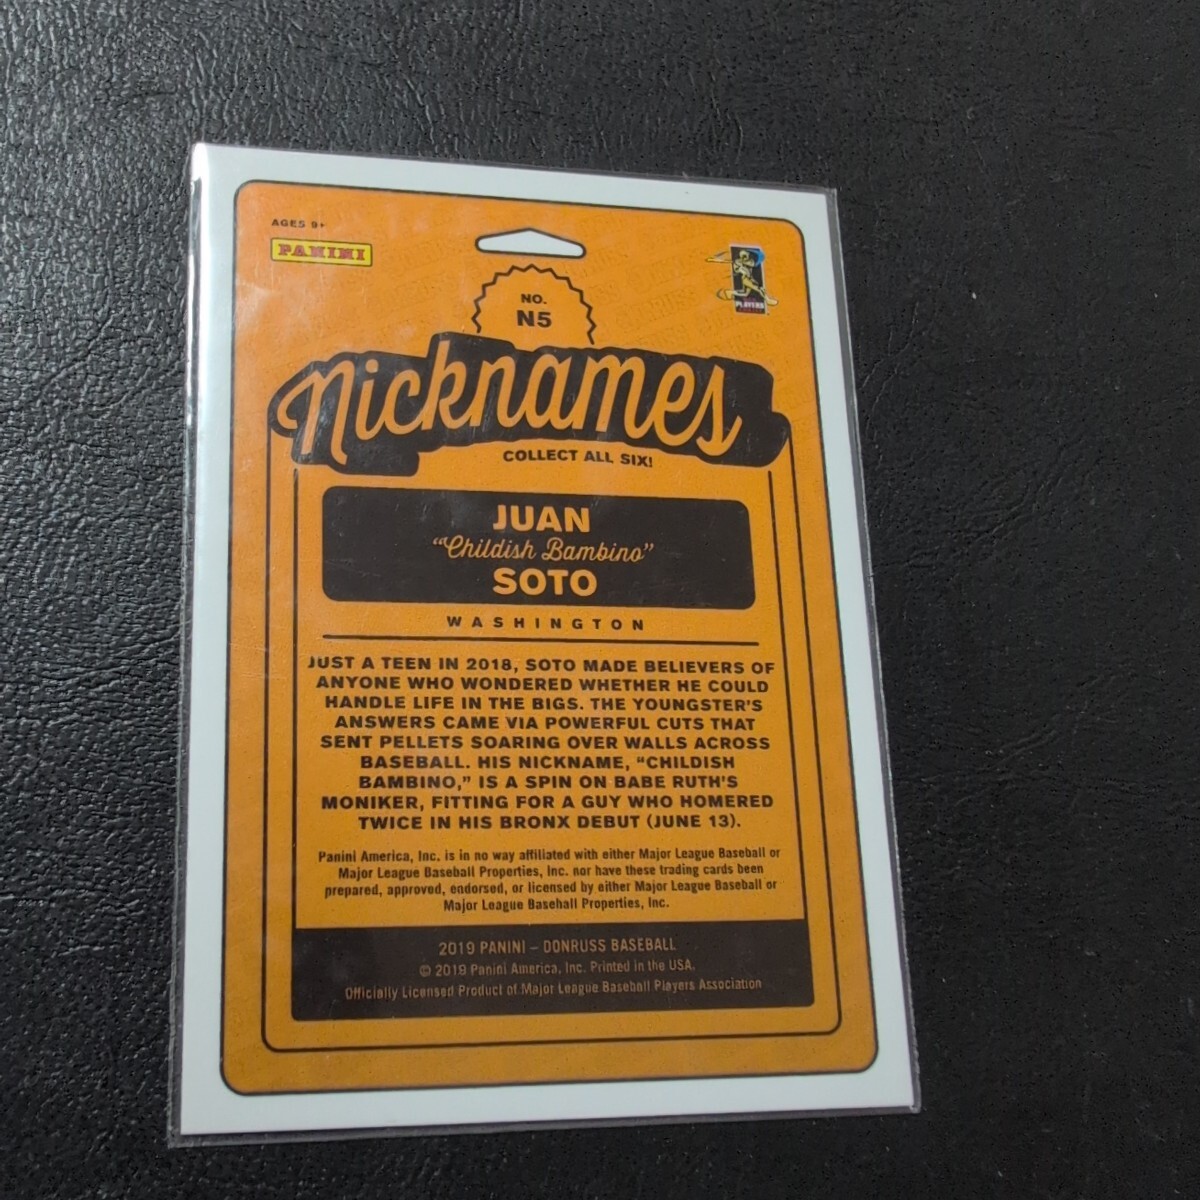 AGES 9+
PANINI
PLAYERS
NO.
N5
Nicknames
COLLECT ALL SIX!
JUAN
"Childish Bambino"
SOTO
WASHINGTON
JUST A TEEN IN 2018, SOTO MADE BELIEVERS OF
ANYONE WHO WONDERED WHETHER HE COULD
HANDLE LIFE IN THE BIGS. THE YOUNGSTER'S
ANSWERS CAME VIA POWERFUL CUTS THAT
SENT PELLETS SOARING OVER WALLS ACROSS
BASEBALL. HIS NICKNAME, "CHILDISH
BAMBINO," IS A SPIN ON BABE RUTH'S
MONIKER, FITTING FOR A GUY WHO HOMERED
TWICE IN HIS BRONX DEBUT (JUNE 13).
Panini America, Inc. is in no way affiliated with either Major League Baseball or
Major League Baseball Properties, Inc. nor have these trading cards been
prepared, approved, endorsed, or licensed by either Major League Baseball or
Major League Baseball Properties, Inc.
2019 PANINI – DONRUSS BASEBALL
© 2019 Panini America, Inc. Printed in the USA.
Officially Licensed Product of Major League Baseball Players Association